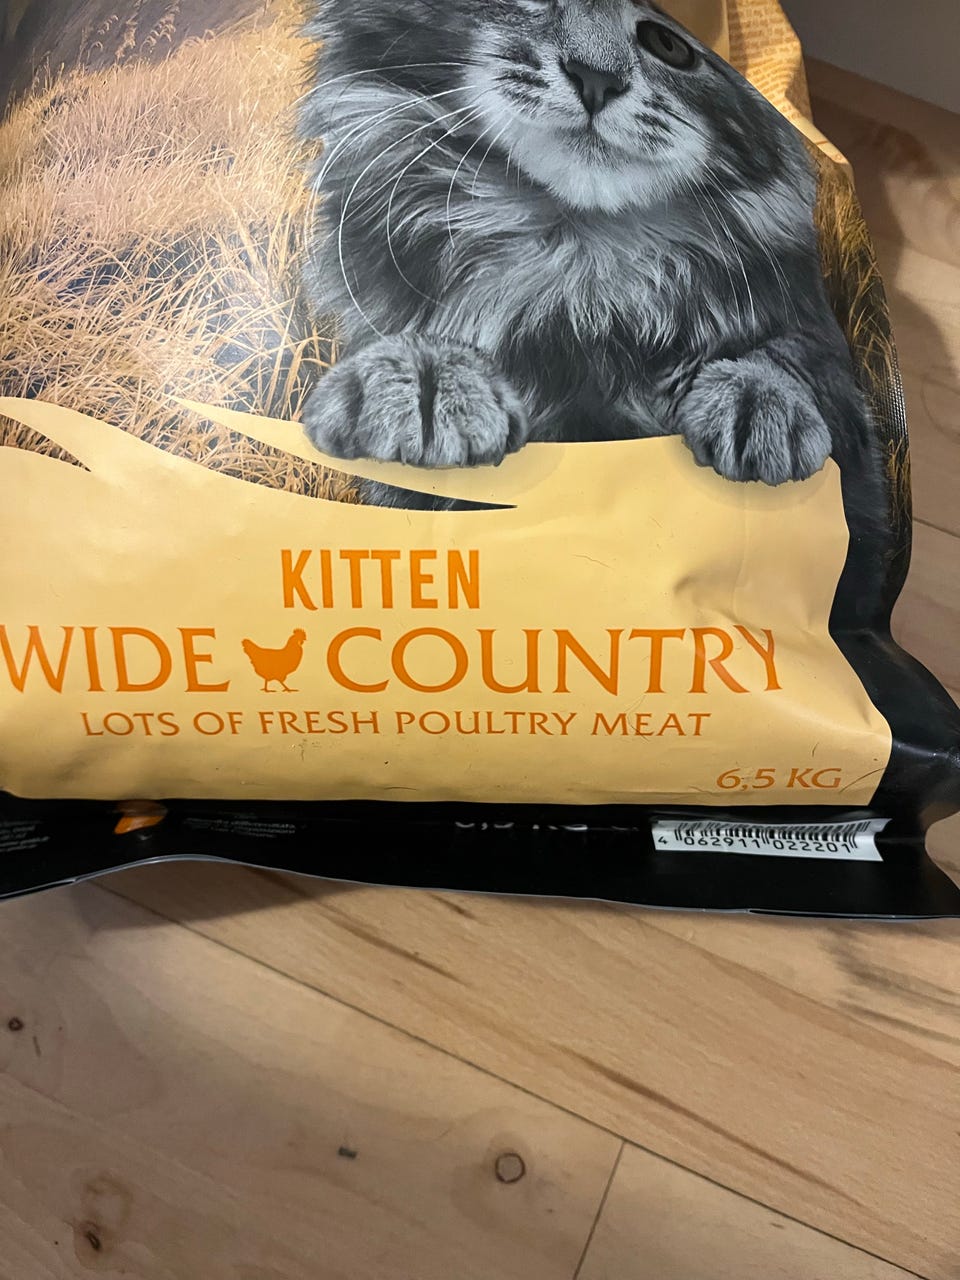 KITTEN
WIDE COUNTRY
LOTS OF FRESH POULTRY MEAT
6,5 KG
4 062911 022201